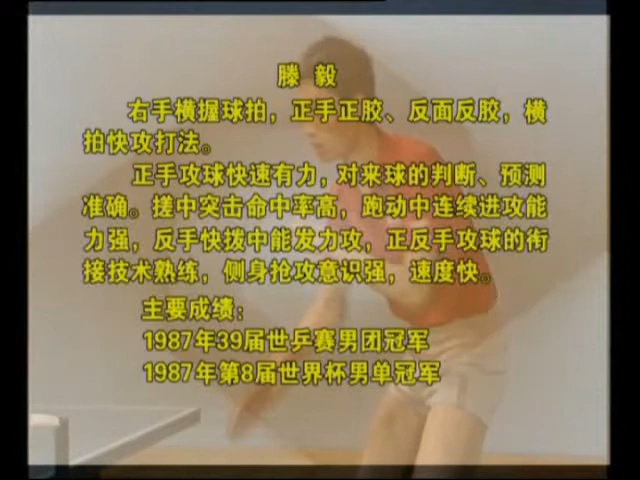 滕 毅
右手横握球拍，正手正胶、反面反胶，横
拍快攻打法。
正手攻球快速有力，对来球的判断、预测
准确。搓中突击命中率高，跑动中连续进攻能
力强，反手快拨中能发力攻，正反手攻球的衔
接技术熟练，侧身抢攻意识强，速度快。
主要成绩：
1987年39届世乒赛男团冠军
1987年第8届世界杯男单冠军